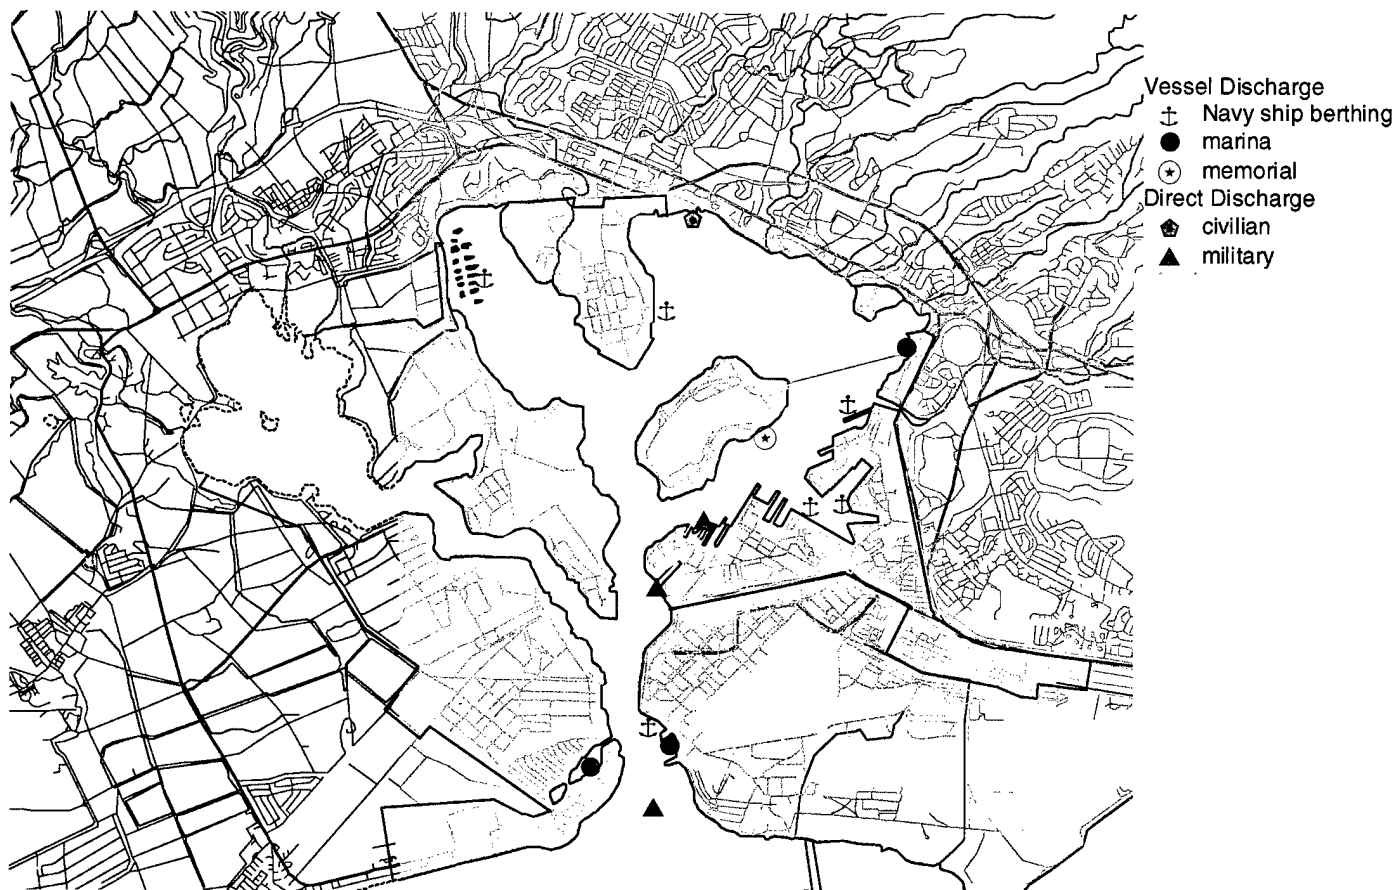 Vessel Discharge
Navy ship berthing
marina
memorial
Direct Discharge
civilian
military